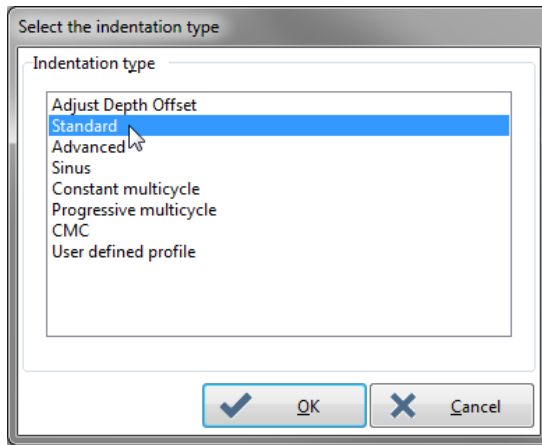 Select the indentation type
Indentation type
Adjust Depth Offset
Standard
Advanced
Sinus
Constant multicycle
Progressive multicycle
CMC
User defined profile
OK
Cancel